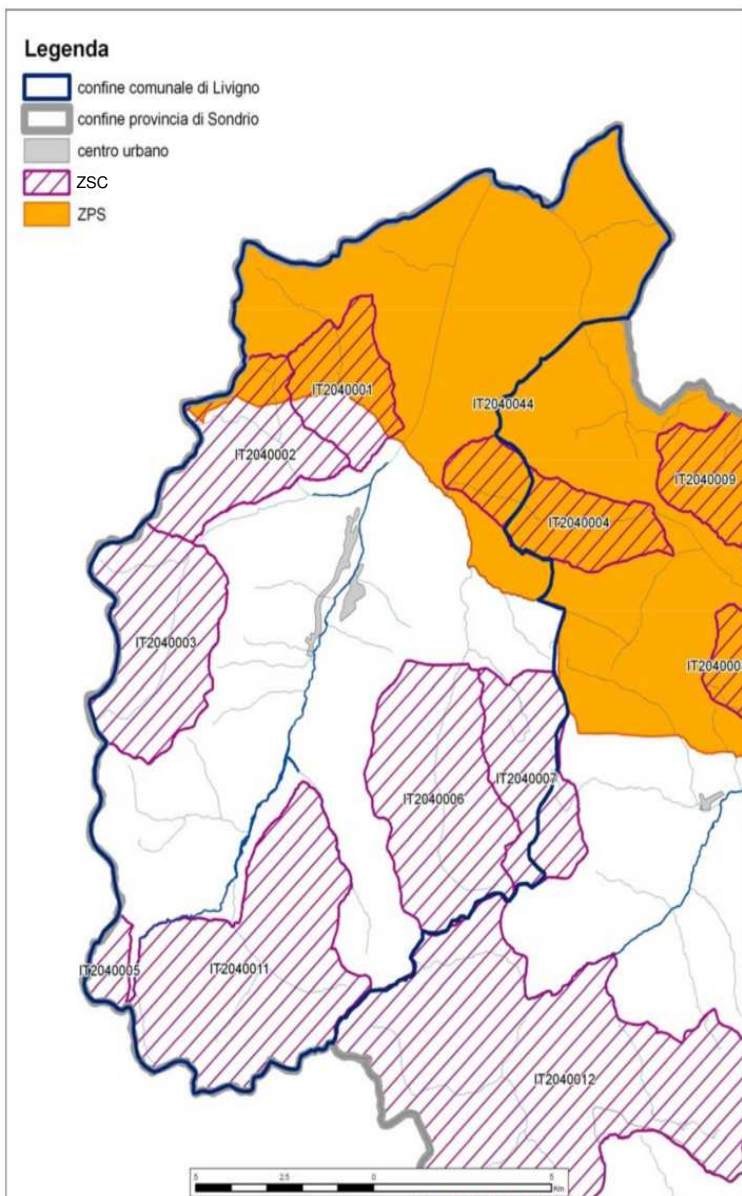 Legenda
confine comunale di Livigno
confine provincia di Sondrio
centro urbano
ZSC
ZPS
IT2040001
IT2040044
IT2040002
IT2040009
IT2040004
IT2040003
IT2040006
IT2040007
IT2040005
IT2040011
IT2040012
5 2.5 0 5
Km